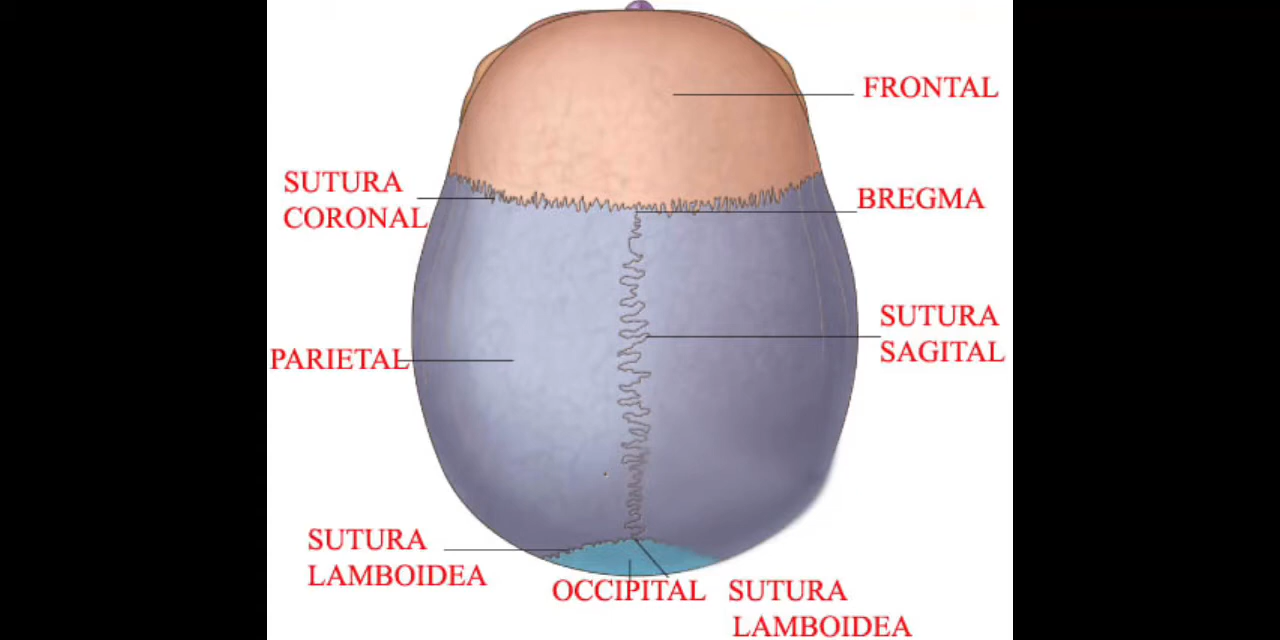 FRONTAL
SUTURA
CORONAL
BREGMA
SUTURA
SAGITAL
PARIETAL
SUTURA
LAMBOIDEA
OCCIPITAL
SUTURA
LAMBOIDEA